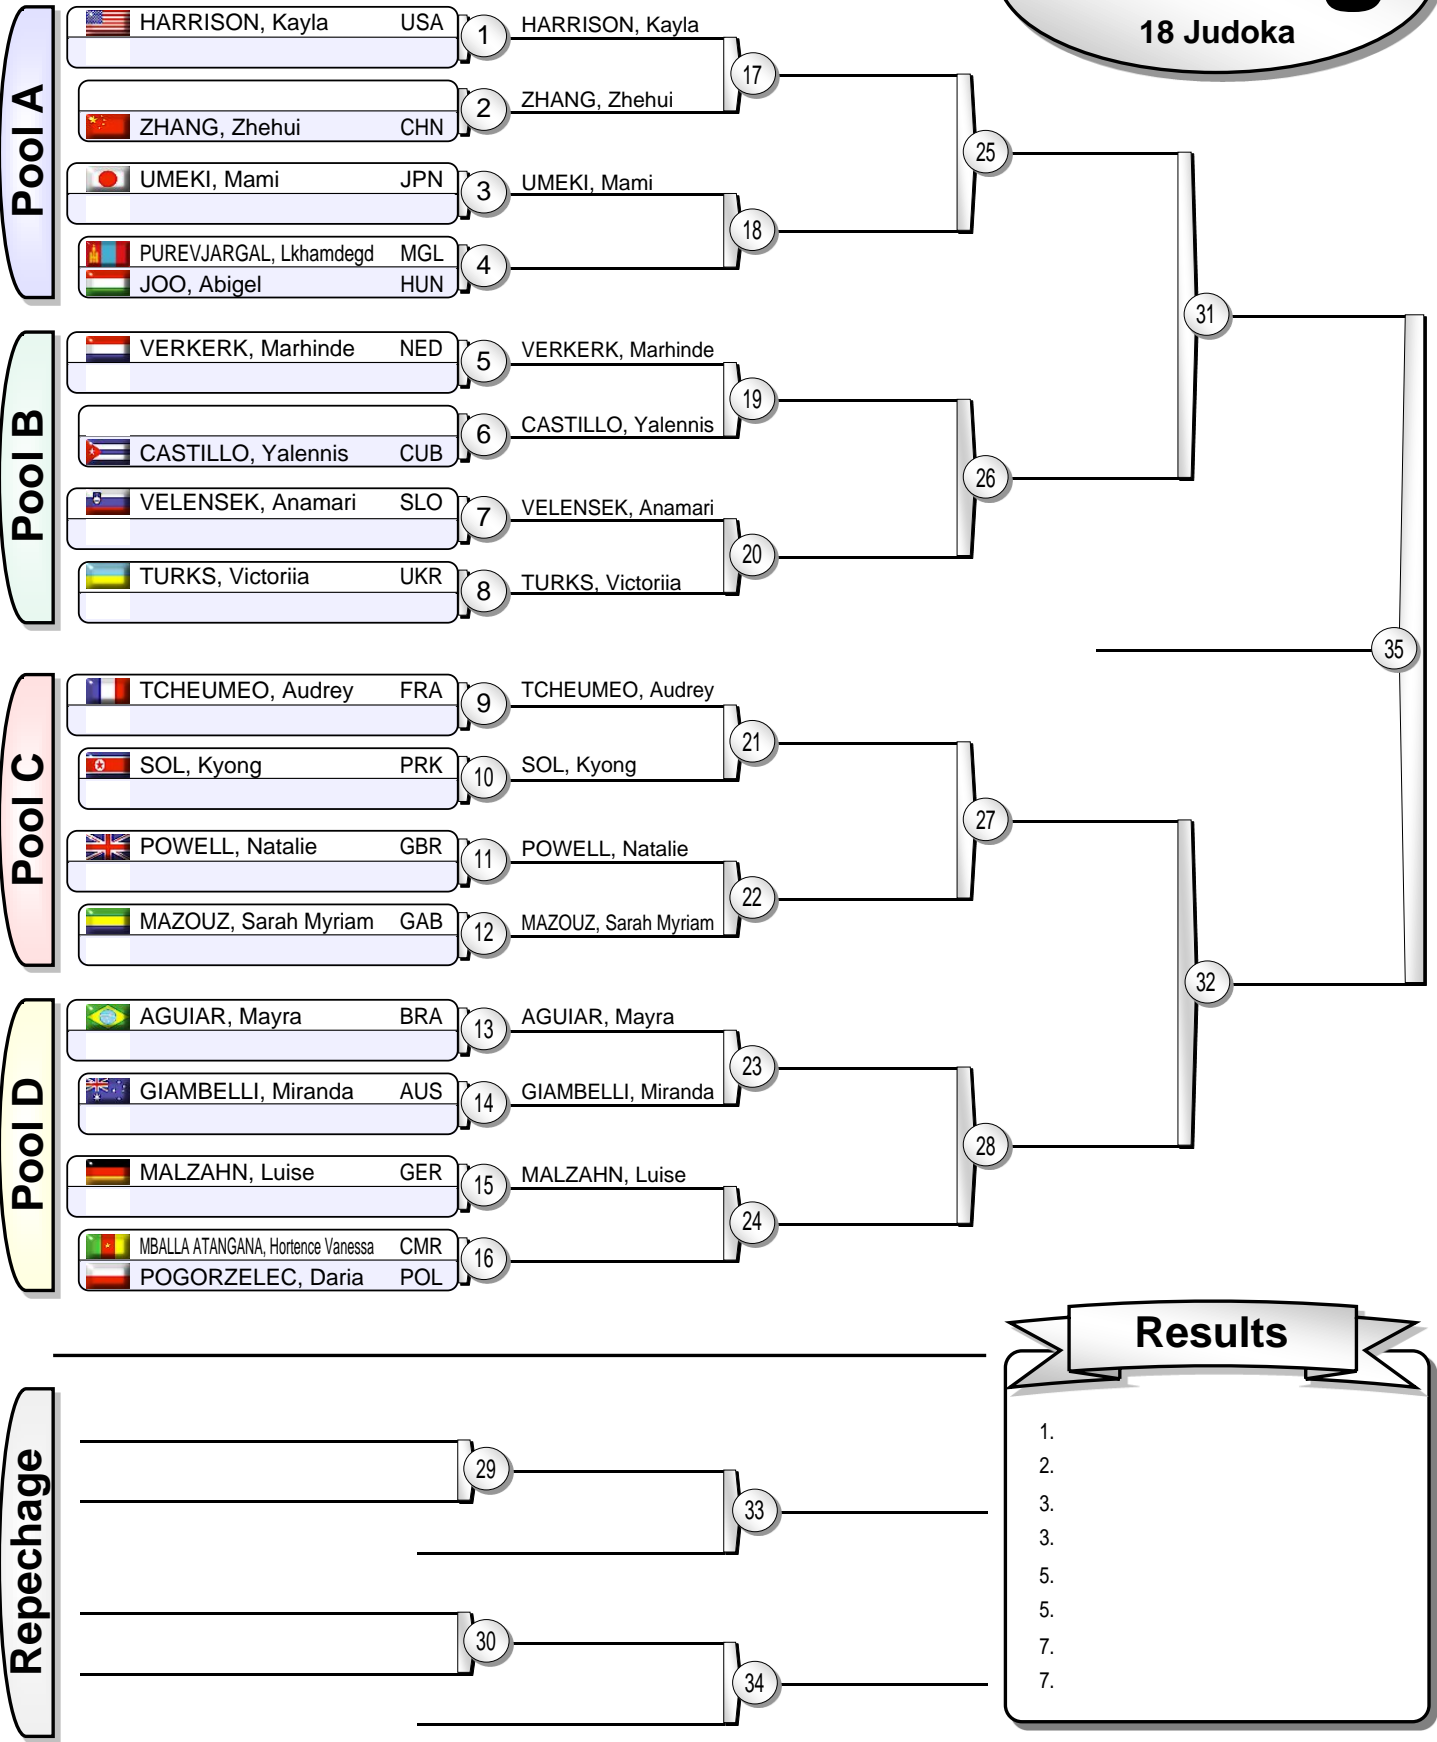 18 Judoka
Pool A
HARRISON, Kayla USA
1
HARRISON, Kayla
17
2
ZHANG, Zhehui CHN
ZHANG, Zhehui
25
UMEKI, Mami JPN
3
UMEKI, Mami
18
PUREVJARGAL, Lkhamdegd MGL
4
JOO, Abigel HUN
31
Pool B
VERKERK, Marhinde NED
5
VERKERK, Marhinde
19
6
CASTILLO, Yalennis CUB
CASTILLO, Yalennis
26
VELENSEK, Anamari SLO
7
VELENSEK, Anamari
20
TURKS, Victoriia UKR
8
TURKS, Victoriia
35
Pool C
TCHEUMEO, Audrey FRA
9
TCHEUMEO, Audrey
21
SOL, Kyong PRK
10
SOL, Kyong
27
POWELL, Natalie GBR
11
POWELL, Natalie
22
MAZOUZ, Sarah Myriam GAB
12
MAZOUZ, Sarah Myriam
32
Pool D
AGUIAR, Mayra BRA
13
AGUIAR, Mayra
23
GIAMBELLI, Miranda AUS
14
GIAMBELLI, Miranda
28
MALZAHN, Luise GER
15
MALZAHN, Luise
24
MBALLA ATANGANA, Hortence Vanessa CMR
16
POGORZELEC, Daria POL
Repechage
29
33
30
34
Results
1.
2.
3.
3.
5.
5.
7.
7.